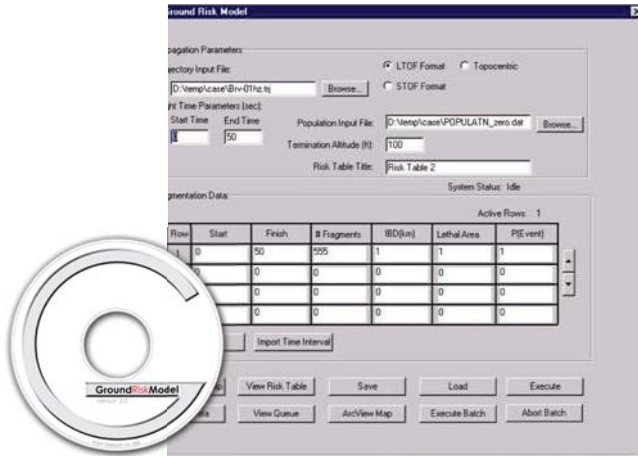 Ground Risk Model
pagation Parameters
jectory Input File:
D:\temp\case\Brv-01hz.trj
Browse...
LTOF Format
Topocentric
STOF Format
ht Time Parameters (sec):
Start Time
End Time
50
Population Input File:
D:\temp\case\POPULATN_zero.dat
Browse...
Termination Altitude (ft):
100
Risk Table Title:
Risk Table 2
System Status: Idle
gmentation Data:
Active Rows: 1
Row Start Finish # Fragments IBD(km) Lethal Area P(Event)
1 0 50 555 1 1 1
0 0 0 0 0 0
0 0 0 0 0
0 0 0 0 0
Import Time Interval
View Risk Table
Save
Load
Execute
View Queue
ArcView Map
Execute Batch
Abort Batch
GroundRiskModel